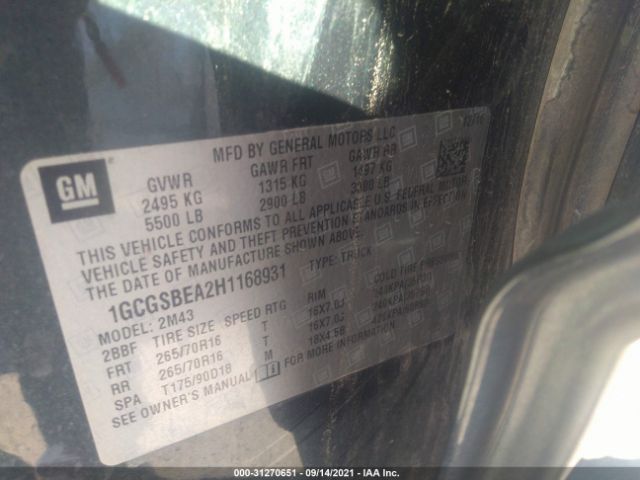 GM
MFD BY GENERAL MOTORS LLC
GVWR GAWR FRT GAWR RR
2495 KG 1315 KG 1497 KG
5500 LB 2900 LB 3300 LB
THIS VEHICLE CONFORMS TO ALL APPLICABLE U.S. FEDERAL MOTOR
VEHICLE SAFETY AND THEFT PREVENTION STANDARDS IN EFFECT ON
THE DATE OF MANUFACTURE SHOWN ABOVE.
1GCGSBEA2H1168931 TYPE: TRUCK
MODEL: 2M43
2BBF TIRE SIZE SPEED RTG RIM COLD TIRE PRESSURE
FRT 265/70R16 T 16X7.0J
RR 265/70R16 T 16X7.0J
SPA T175/90D18 M 18X4.5B
SEE OWNER'S MANUAL FOR MORE INFORMATION.
000-31270651 - 09/14/2021 - IAA Inc.